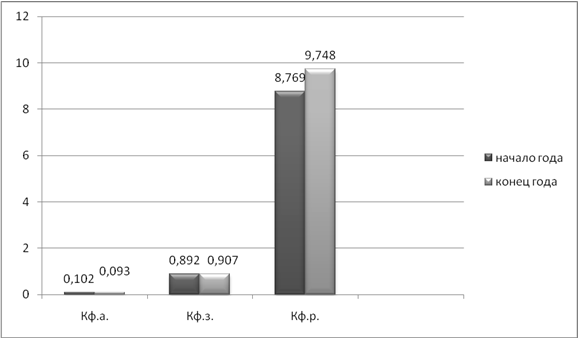 12
10
8
6
4
2
0
0,102
0,093
0,892
0,907
8,769
9,748
Кф.а.
Кф.з.
Кф.р.
начало года
конец года